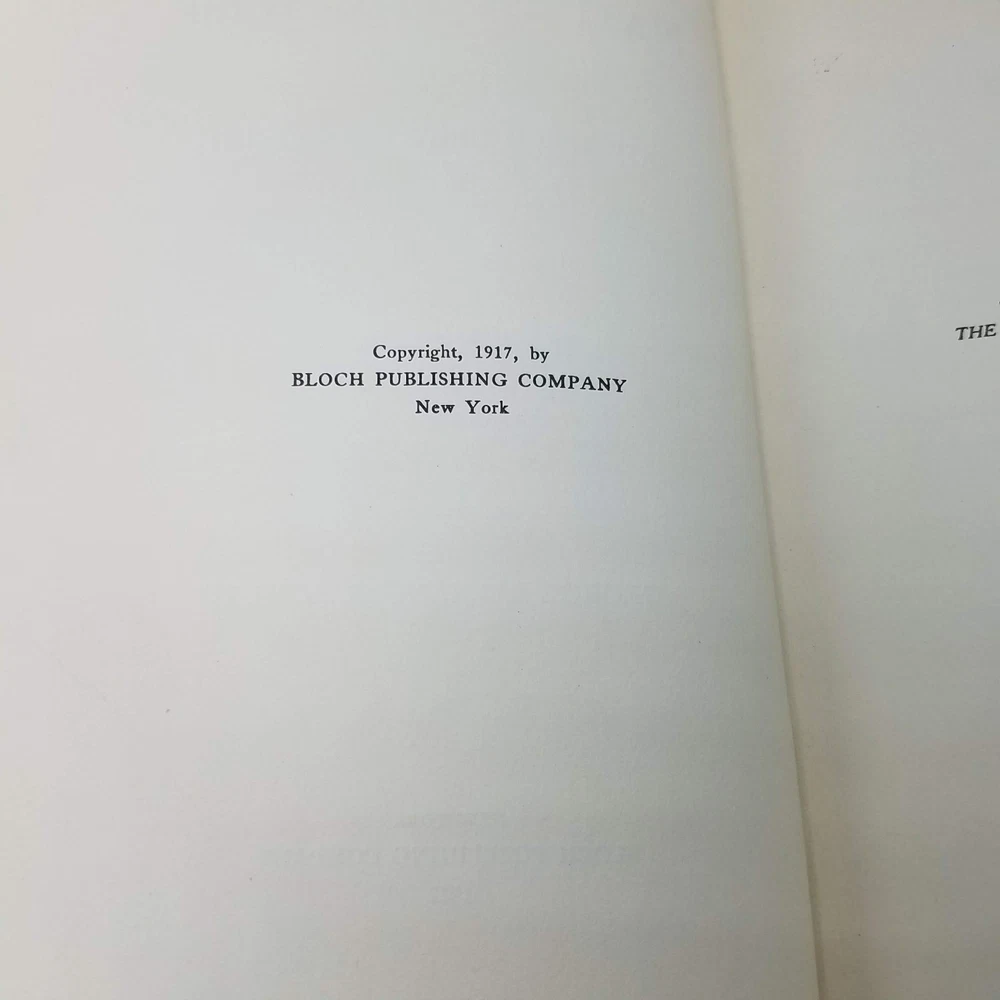 Copyright, 1917, by
BLOCH PUBLISHING COMPANY
New York
THE